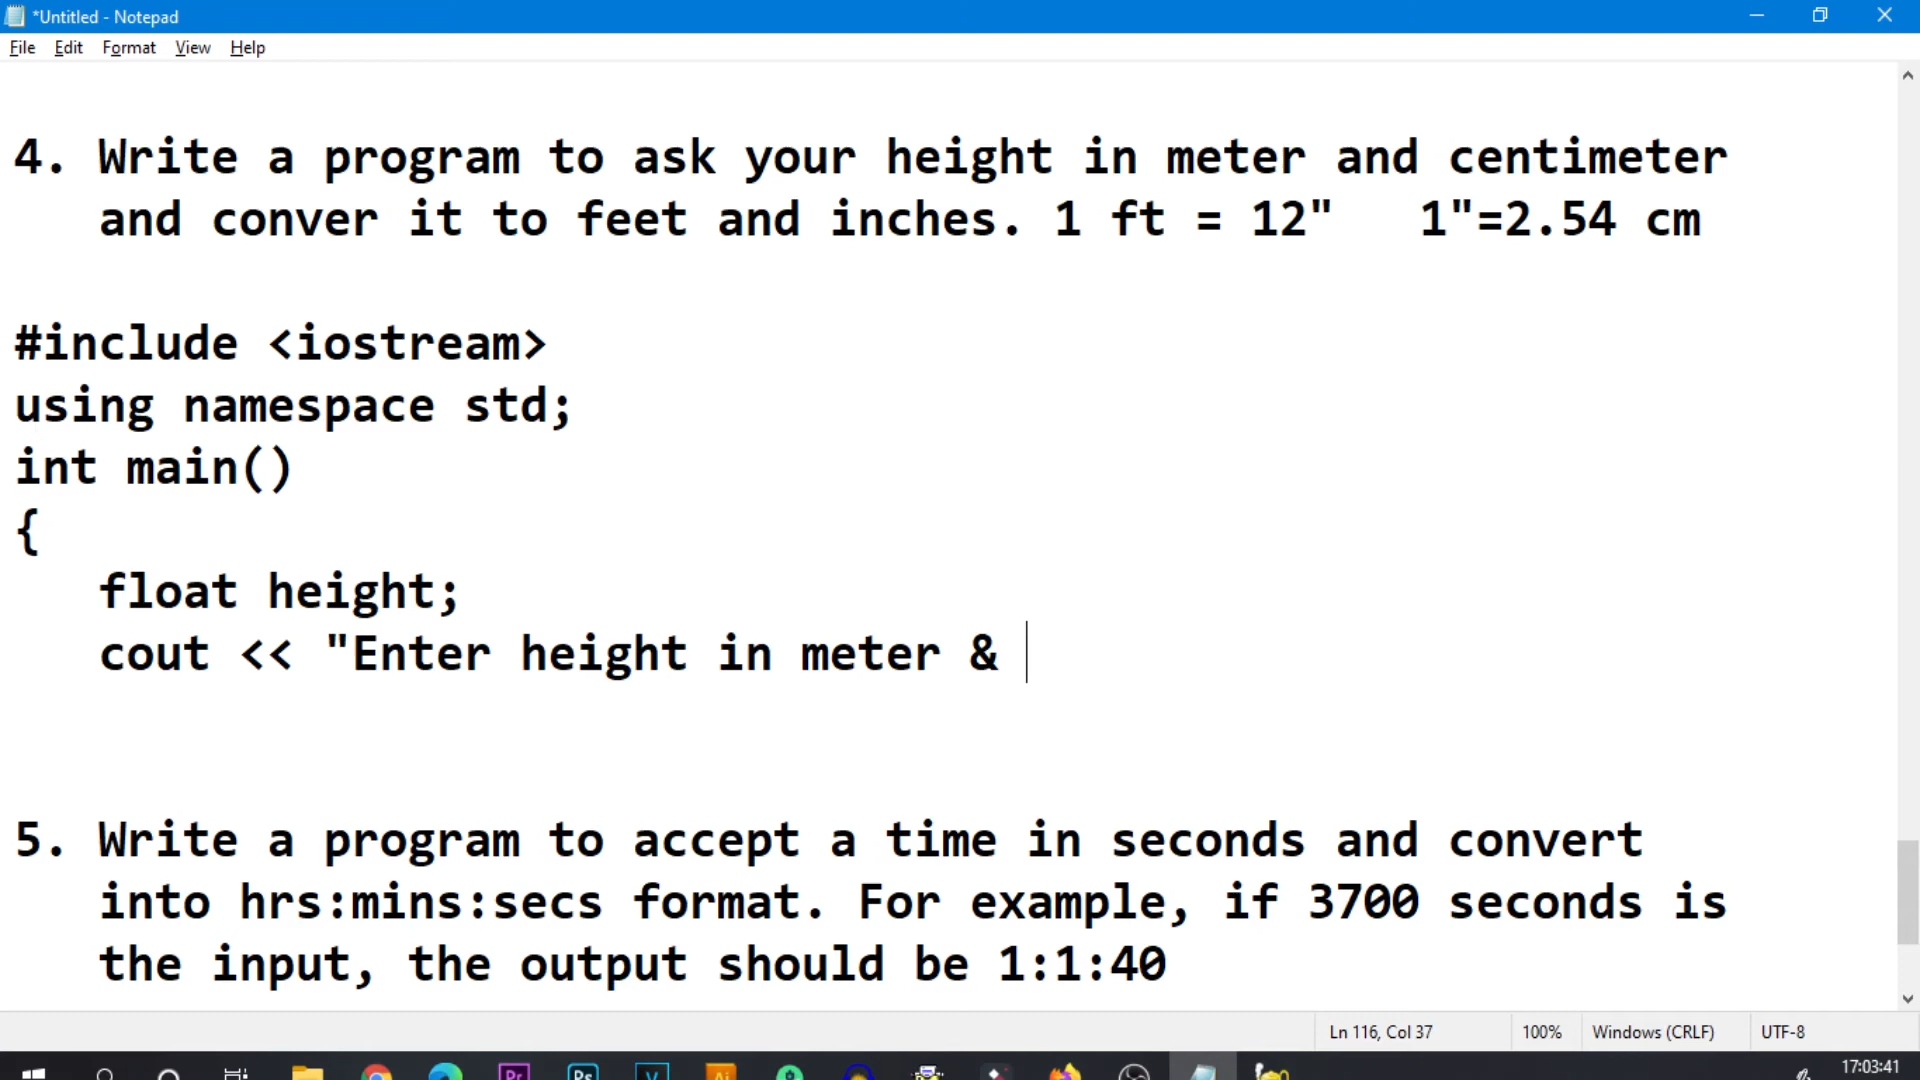 *Untitled - Notepad
File Edit Format View Help
4. Write a program to ask your height in meter and centimeter
and conver it to feet and inches. 1 ft = 12" 1"=2.54 cm
#include <iostream>
using namespace std;
int main()
{
float height;
cout << "Enter height in meter &
5. Write a program to accept a time in seconds and convert
into hrs:mins:secs format. For example, if 3700 seconds is
the input, the output should be 1:1:40
Ln 116, Col 37 100% Windows (CRLF) UTF-8
Pr Ps V Ai 17:03:41